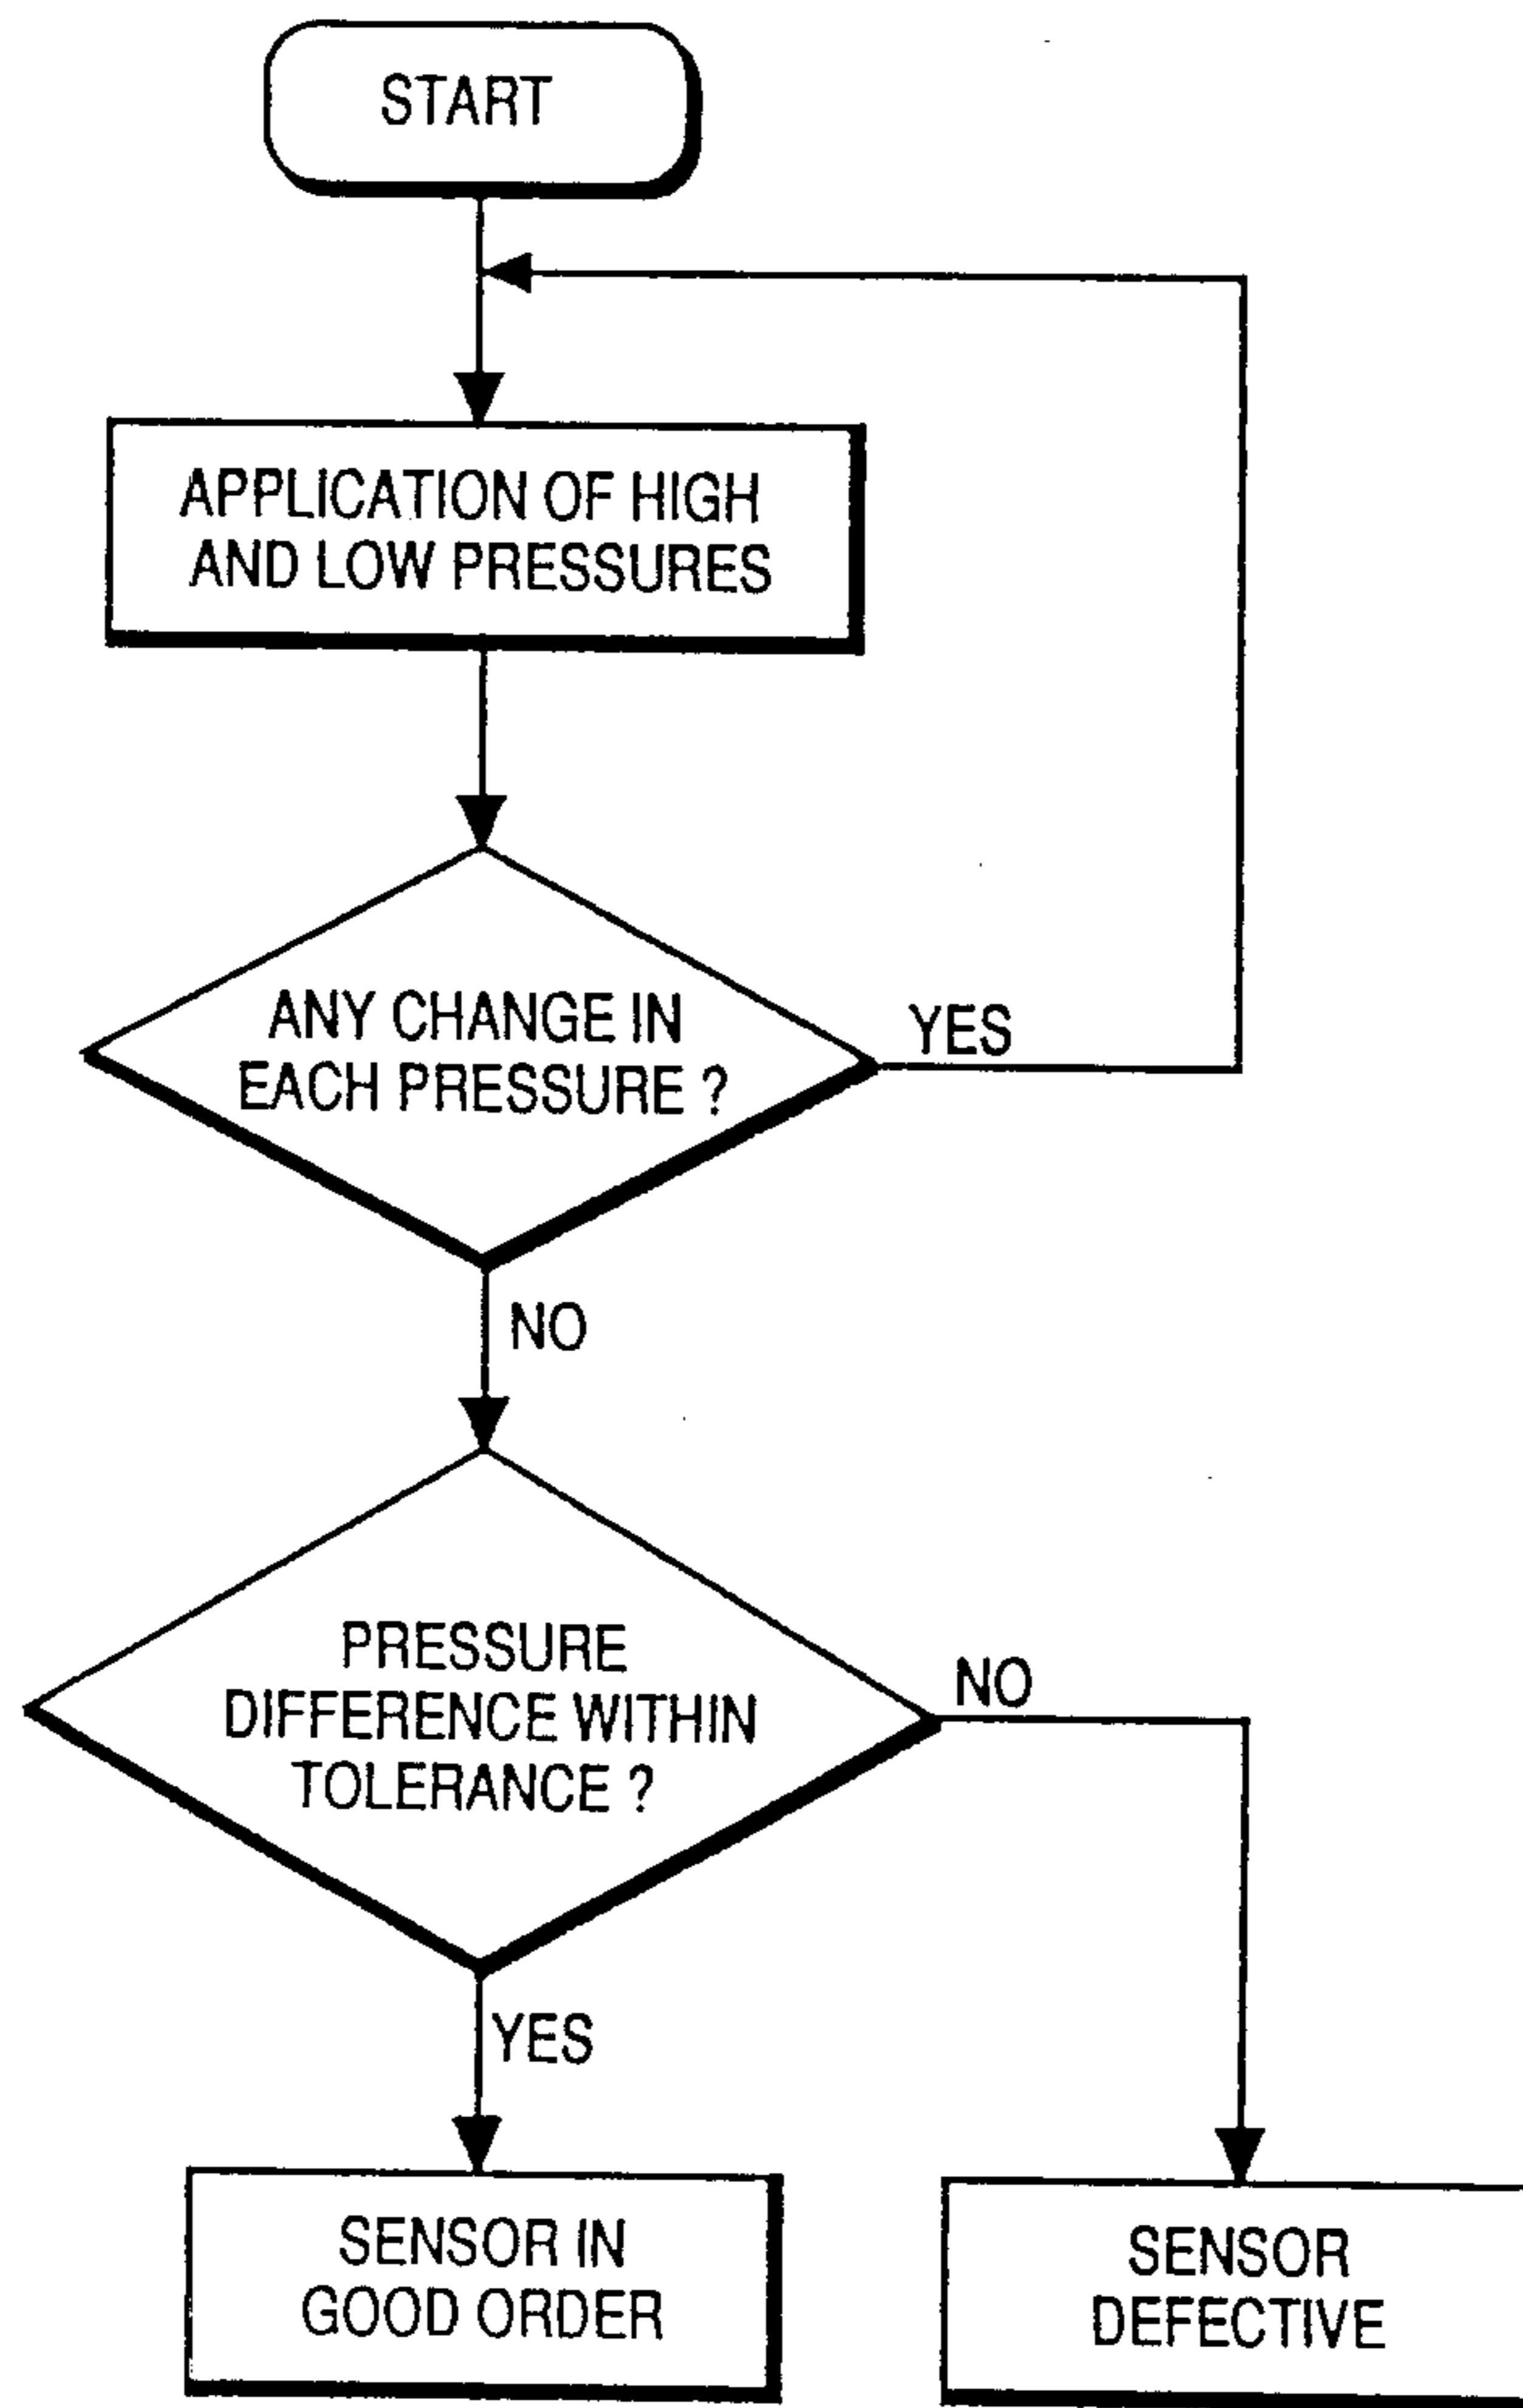 START
APPLICATION OF HIGH
AND LOW PRESSURES
ANY CHANGE IN
EACH PRESSURE ?
YES
NO
PRESSURE
DIFFERENCE WITHIN
TOLERANCE ?
NO
YES
SENSOR IN
GOOD ORDER
SENSOR
DEFECTIVE